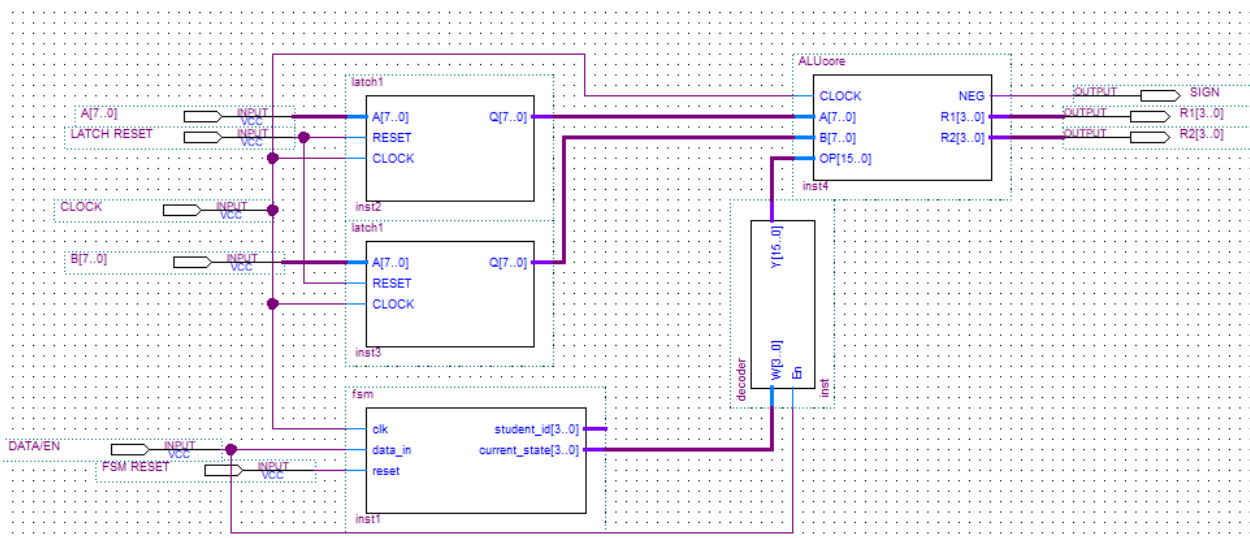 ALUcore
CLOCK
A[7..0]
B[7..0]
OP[15..0]
NEG
R1[3..0]
R2[3..0]
inst4
OUTPUT
SIGN
OUTPUT
R1[3..0]
OUTPUT
R2[3..0]
latch1
A[7..0]
RESET
CLOCK
Q[7..0]
inst2
A[7..0]
INPUT
VCC
LATCH RESET
INPUT
VCC
CLOCK
INPUT
VCC
latch1
A[7..0]
RESET
CLOCK
Q[7..0]
inst3
B[7..0]
INPUT
VCC
Y[15..0]
W[3..0]
En
decoder
inst
fsm
clk
data_in
reset
student_id[3..0]
current_state[3..0]
inst1
DATA/EN
INPUT
VCC
FSM RESET
INPUT
VCC